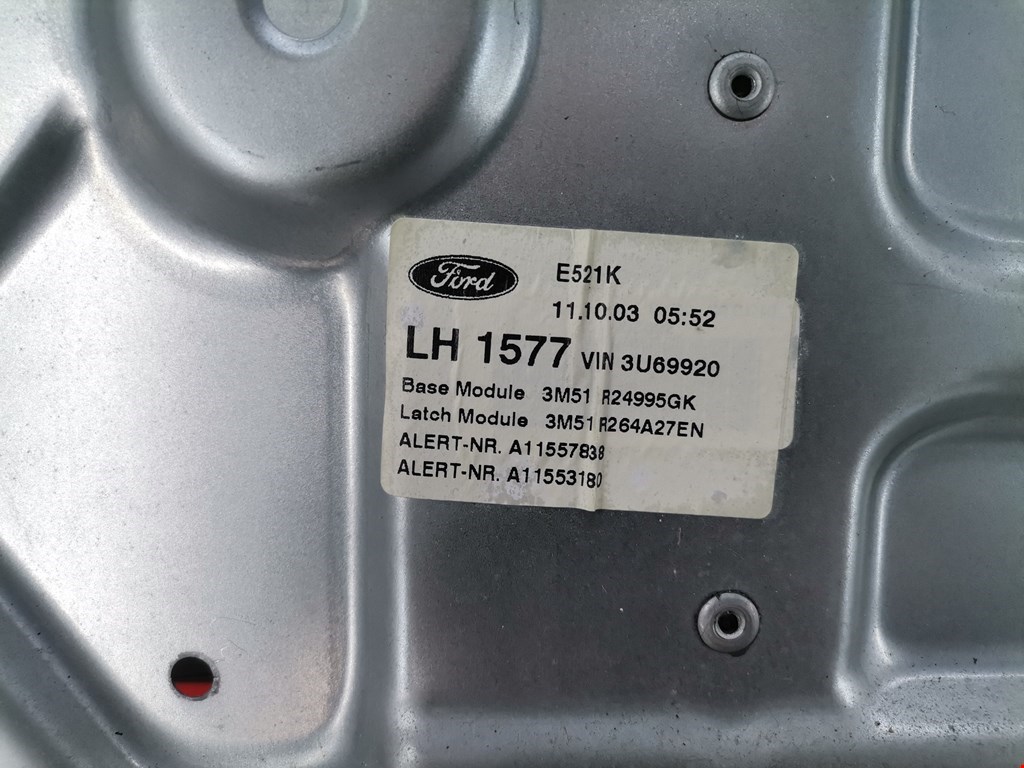 Ford E521K
11.10.03 05:52
LH 1577 VIN 3U69920
Base Module 3M51 R24995GK
Latch Module 3M51 R264A27EN
ALERT-NR. A11557838
ALERT-NR. A11553180